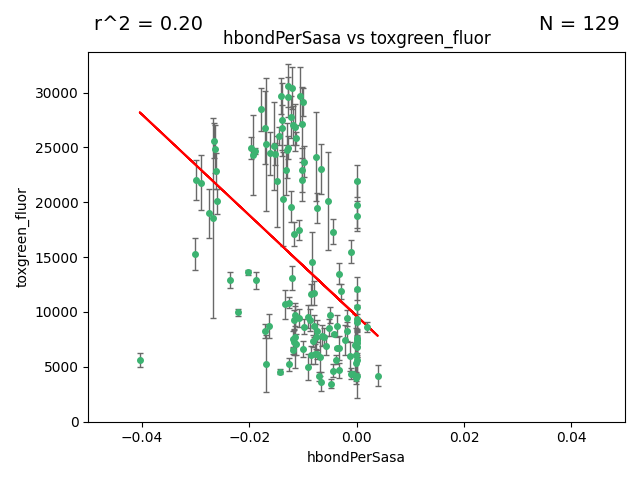 r^2 = 0.20
N = 129
hbondPerSasa vs toxgreen_fluor
30000
25000
20000
15000
10000
5000
0
toxgreen_fluor
−0.04
−0.02
0.00
0.02
0.04
hbondPerSasa